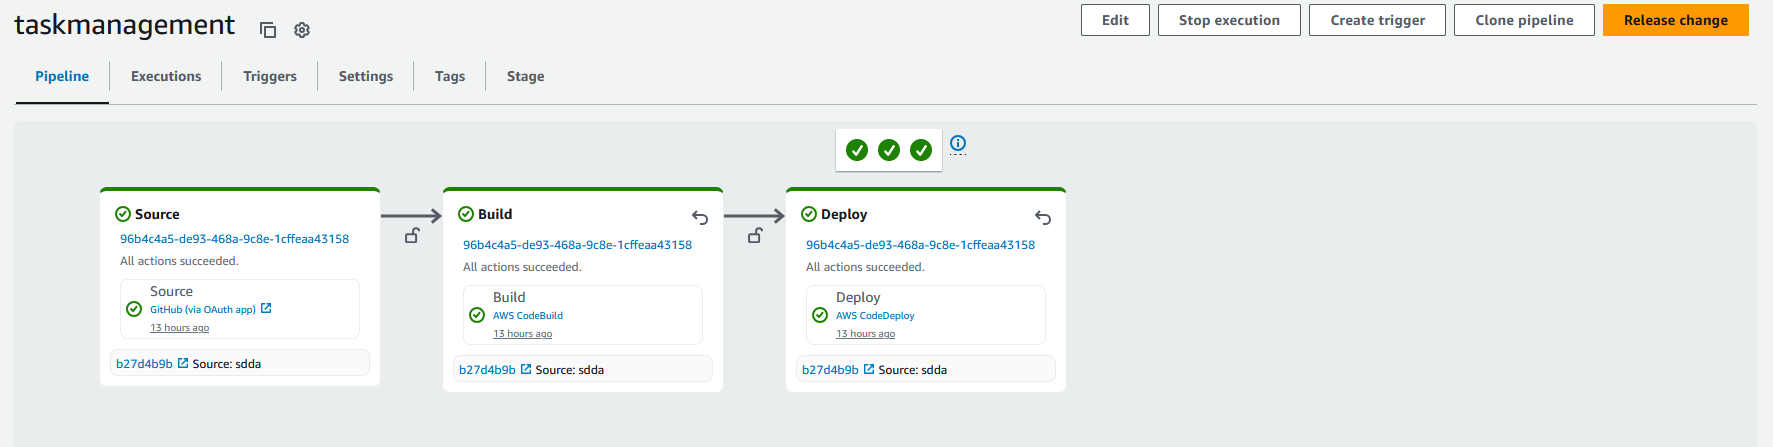 taskmanagement
Edit
Stop execution
Create trigger
Clone pipeline
Release change
Pipeline
Executions
Triggers
Settings
Tags
Stage
Source
96b4c4a5-de93-468a-9c8e-1cffeaa43158
All actions succeeded.
Source
GitHub (via OAuth app)
13 hours ago
b27d4b9b Source: sdda
Build
96b4c4a5-de93-468a-9c8e-1cffeaa43158
All actions succeeded.
Build
AWS CodeBuild
13 hours ago
b27d4b9b Source: sdda
Deploy
96b4c4a5-de93-468a-9c8e-1cffeaa43158
All actions succeeded.
Deploy
AWS CodeDeploy
13 hours ago
b27d4b9b Source: sdda